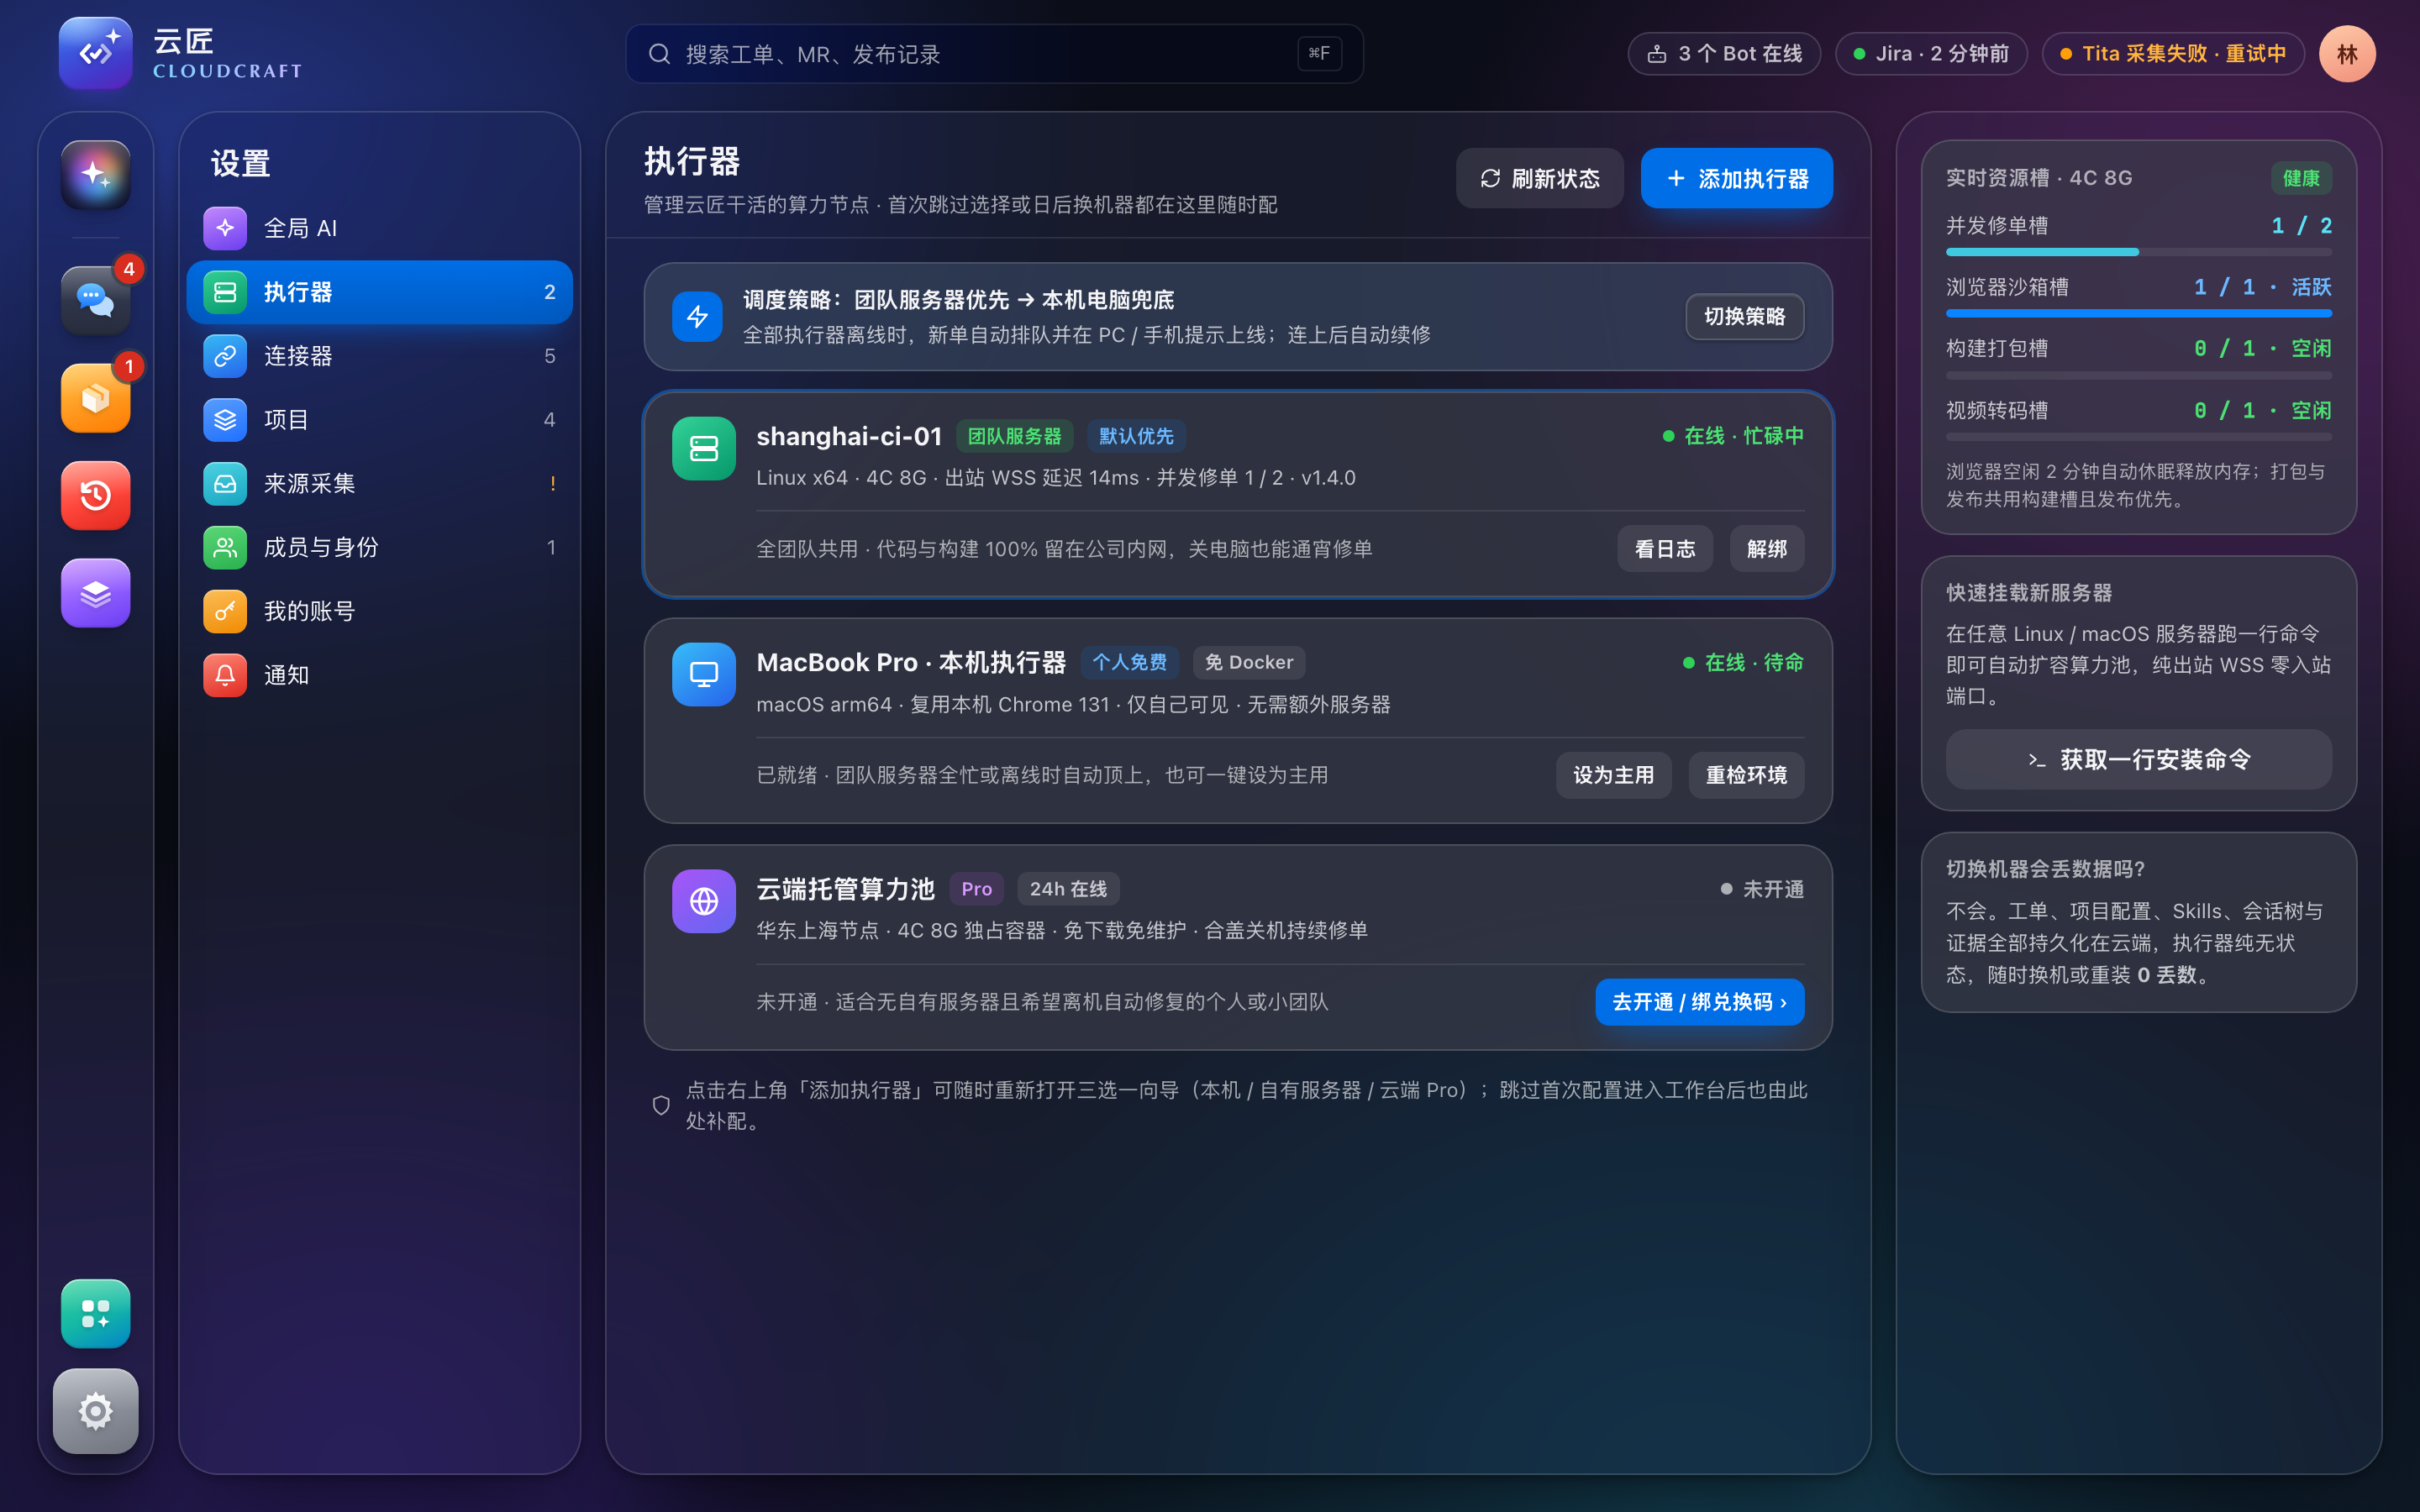 云匠
CLOUDCRAFT
搜索工单、MR、发布记录
⌘F
3 个 Bot 在线
Jira · 2 分钟前
Tita 采集失败 · 重试中
林
4
1
设置
全局 AI
执行器
2
连接器
5
项目
4
来源采集
!
成员与身份
1
我的账号
通知
执行器
管理云匠干活的算力节点 · 首次跳过选择或日后换机器都在这里随时配
刷新状态
添加执行器
调度策略：团队服务器优先 → 本机电脑兜底
全部执行器离线时，新单自动排队并在 PC / 手机提示上线；连上后自动续修
切换策略
shanghai-ci-01
团队服务器
默认优先
在线 · 忙碌中
Linux x64 · 4C 8G · 出站 WSS 延迟 14ms · 并发修单 1 / 2 · v1.4.0
全团队共用 · 代码与构建 100% 留在公司内网，关电脑也能通宵修单
看日志
解绑
MacBook Pro · 本机执行器
个人免费
免 Docker
在线 · 待命
macOS arm64 · 复用本机 Chrome 131 · 仅自己可见 · 无需额外服务器
已就绪 · 团队服务器全忙或离线时自动顶上，也可一键设为主用
设为主用
重检环境
云端托管算力池
Pro
24h 在线
未开通
华东上海节点 · 4C 8G 独占容器 · 免下载免维护 · 合盖关机持续修单
未开通 · 适合无自有服务器且希望离机自动修复的个人或小团队
去开通 / 绑兑换码 ›
点击右上角「添加执行器」可随时重新打开三选一向导（本机 / 自有服务器 / 云端 Pro）；跳过首次配置进入工作台后也由此
处补配。
实时资源槽 · 4C 8G
健康
并发修单槽
1 / 2
浏览器沙箱槽
1 / 1 · 活跃
构建打包槽
0 / 1 · 空闲
视频转码槽
0 / 1 · 空闲
浏览器空闲 2 分钟自动休眠释放内存；打包与
发布共用构建槽且发布优先。
快速挂载新服务器
在任意 Linux / macOS 服务器跑一行命令
即可自动扩容算力池，纯出站 WSS 零入站
端口。
获取一行安装命令
切换机器会丢数据吗?
不会。工单、项目配置、Skills、会话树与
证据全部持久化在云端，执行器纯无状
态，随时换机或重装 0 丢数。